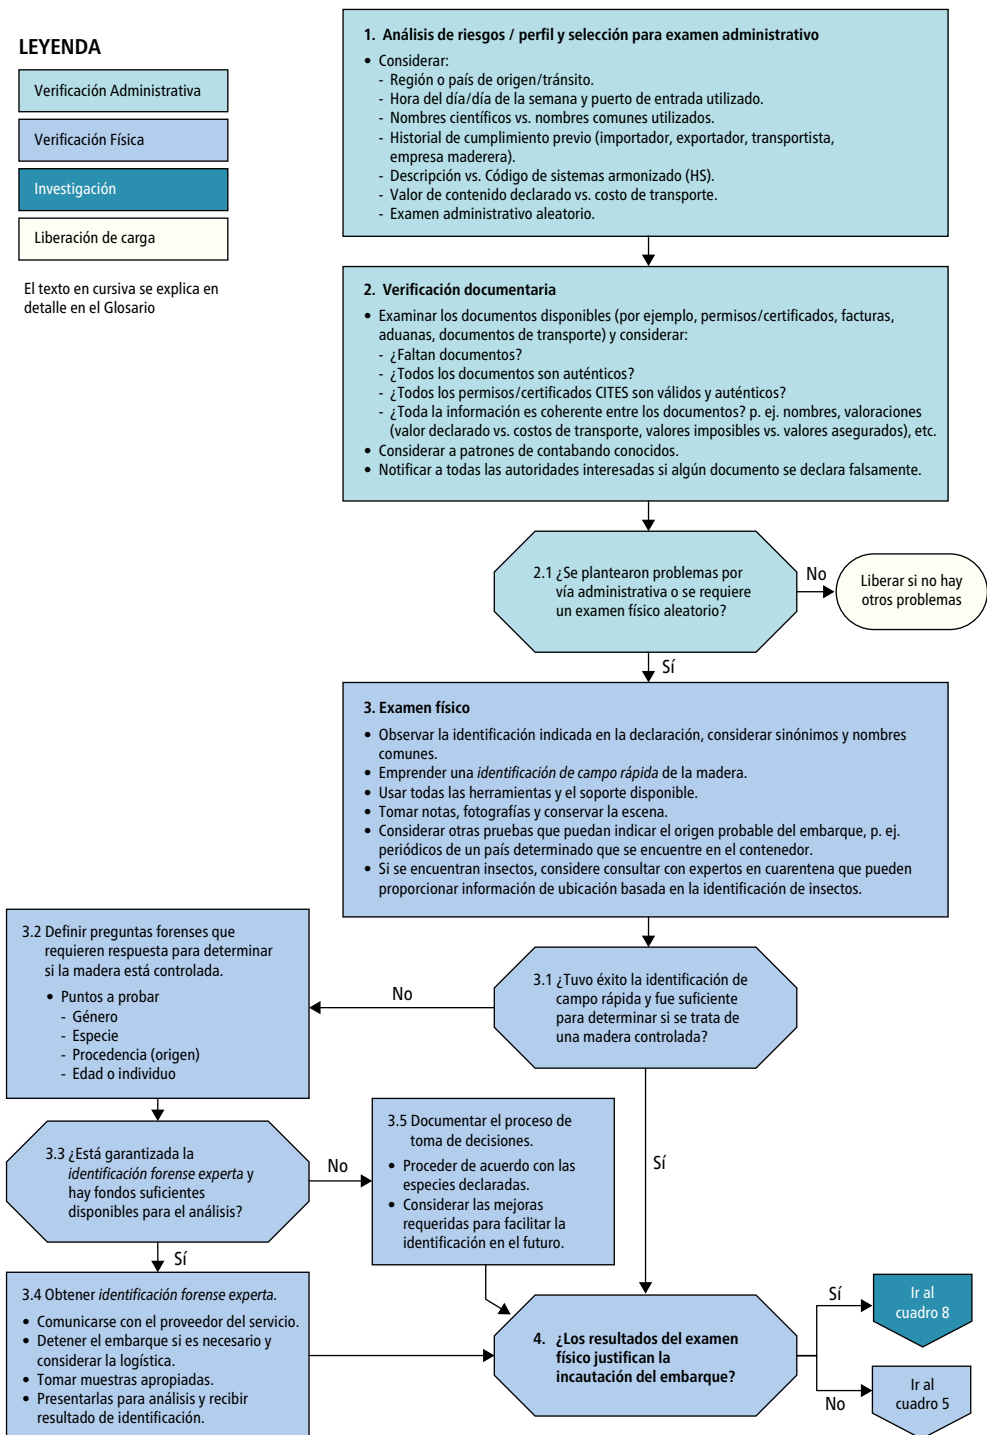 LEYENDA
Verificación Administrativa
Verificación Física
Investigación
Liberación de carga
El texto en cursiva se explica en
detalle en el Glosario
1. Análisis de riesgos / perfil y selección para examen administrativo
• Considerar:
- Región o país de origen/tránsito.
- Hora del día/día de la semana y puerto de entrada utilizado.
- Nombres científicos vs. nombres comunes utilizados.
- Historial de cumplimiento previo (importador, exportador, transportista,
empresa maderera).
- Descripción vs. Código de sistemas armonizado (HS).
- Valor de contenido declarado vs. costo de transporte.
- Examen administrativo aleatorio.
2. Verificación documentaria
• Examinar los documentos disponibles (por ejemplo, permisos/certificados, facturas,
aduanas, documentos de transporte) y considerar:
- ¿Faltan documentos?
- ¿Todos los documentos son auténticos?
- ¿Todos los permisos/certificados CITES son válidos y auténticos?
- ¿Toda la información es coherente entre los documentos? p. ej. nombres, valoraciones
(valor declarado vs. costos de transporte, valores imposibles vs. valores asegurados), etc.
• Considerar a patrones de contabando conocidos.
• Notificar a todas las autoridades interesadas si algún documento se declara falsamente.
2.1 ¿Se plantearon problemas por
vía administrativa o se requiere
un examen físico aleatorio?
No
Liberar si no hay
otros problemas
Sí
3. Examen físico
• Observar la identificación indicada en la declaración, considerar sinónimos y nombres
comunes.
• Emprender una identificación de campo rápida de la madera.
• Usar todas las herramientas y el soporte disponible.
• Tomar notas, fotografías y conservar la escena.
• Considerar otras pruebas que puedan indicar el origen probable del embarque, p. ej.
periódicos de un país determinado que se encuentre en el contenedor.
• Si se encuentran insectos, considere consultar con expertos en cuarentena que pueden
proporcionar información de ubicación basada en la identificación de insectos.
3.1 ¿Tuvo éxito la identificación de
campo rápida y fue suficiente
para determinar si se trata de
una madera controlada?
No
Sí
3.2 Definir preguntas forenses que
requieren respuesta para determinar
si la madera está controlada.
• Puntos a probar
- Género
- Especie
- Procedencia (origen)
- Edad o individuo
3.3 ¿Está garantizada la
identificación forense experta y
hay fondos suficientes
disponibles para el análisis?
No
Sí
3.5 Documentar el proceso de
toma de decisiones.
• Proceder de acuerdo con las
especies declaradas.
• Considerar las mejoras
requeridas para facilitar la
identificación en el futuro.
3.4 Obtener identificación forense experta.
• Comunicarse con el proveedor del servicio.
• Detener el embarque si es necesario y
considerar la logística.
• Tomar muestras apropiadas.
• Presentarlas para análisis y recibir
resultado de identificación.
4. ¿Los resultados del examen
físico justifican la
incautación del embarque?
Sí
Ir al
cuadro 8
No
Ir al
cuadro 5